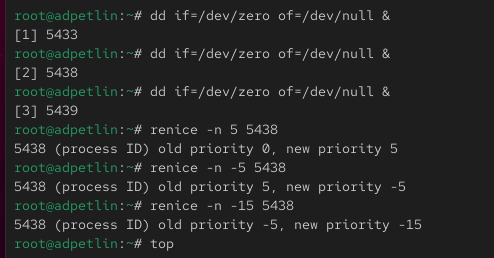 root@adpetlin:~# dd if=/dev/zero of=/dev/null &
[1] 5433
root@adpetlin:~# dd if=/dev/zero of=/dev/null &
[2] 5438
root@adpetlin:~# dd if=/dev/zero of=/dev/null &
[3] 5439
root@adpetlin:~# renice -n 5 5438
5438 (process ID) old priority 0, new priority 5
root@adpetlin:~# renice -n -5 5438
5438 (process ID) old priority 5, new priority -5
root@adpetlin:~# renice -n -15 5438
5438 (process ID) old priority -5, new priority -15
root@adpetlin:~# top